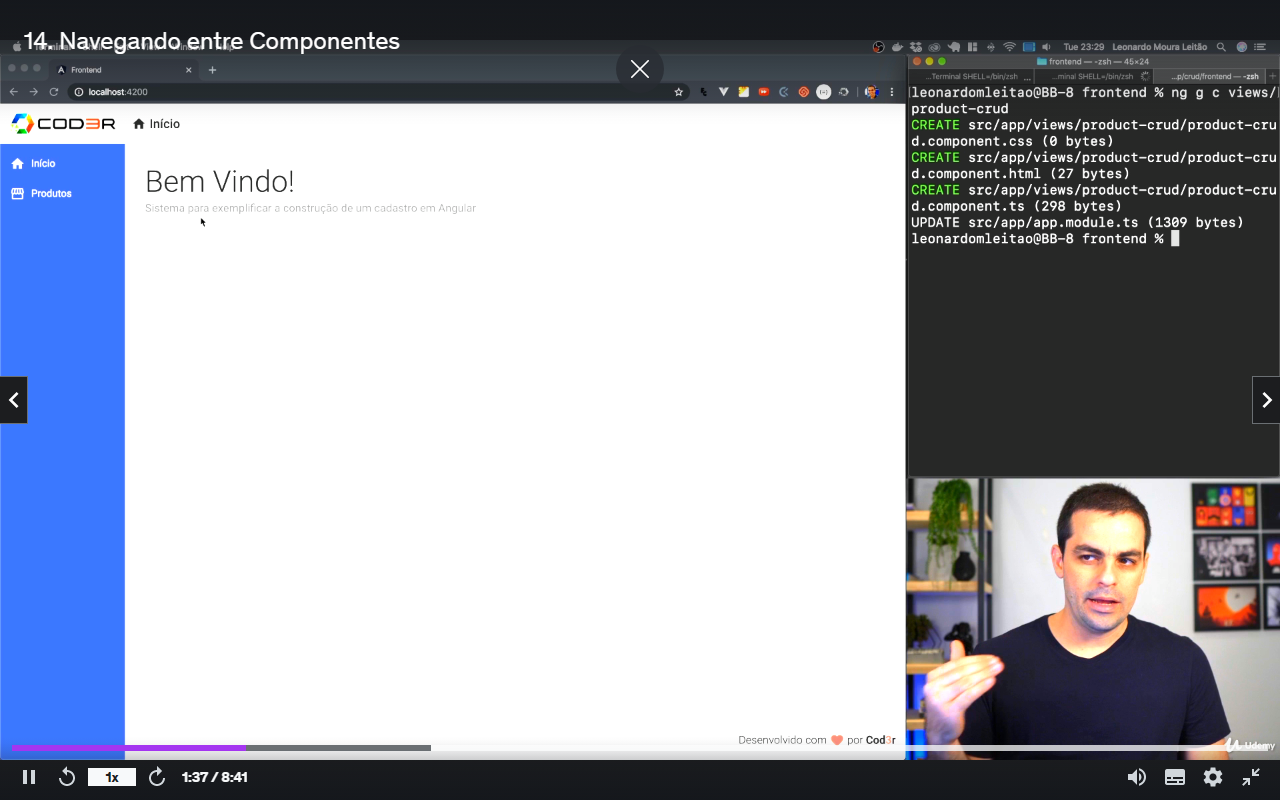 14. Navegando entre Componentes
Tue 23:29 Leonardo Moura Leitão
Frontend
localhost:4200
COD3R
Início
Início
Produtos
Bem Vindo!
Sistema para exemplificar a construção de um cadastro em Angular
Desenvolvido com por Cod3r
frontend — -zsh — 45×24
...Terminal SHELL=/bin/zsh ...
...minal SHELL=/bin/zsh
...p/crud/frontend — -zsh
leonardomleitao@BB-8 frontend % ng g c views/
product-crud
CREATE src/app/views/product-crud/product-cru
d.component.css (0 bytes)
CREATE src/app/views/product-crud/product-cru
d.component.html (27 bytes)
CREATE src/app/views/product-crud/product-cru
d.component.ts (298 bytes)
UPDATE src/app/app.module.ts (1309 bytes)
leonardomleitao@BB-8 frontend %
Udemy
1x
1:37 / 8:41